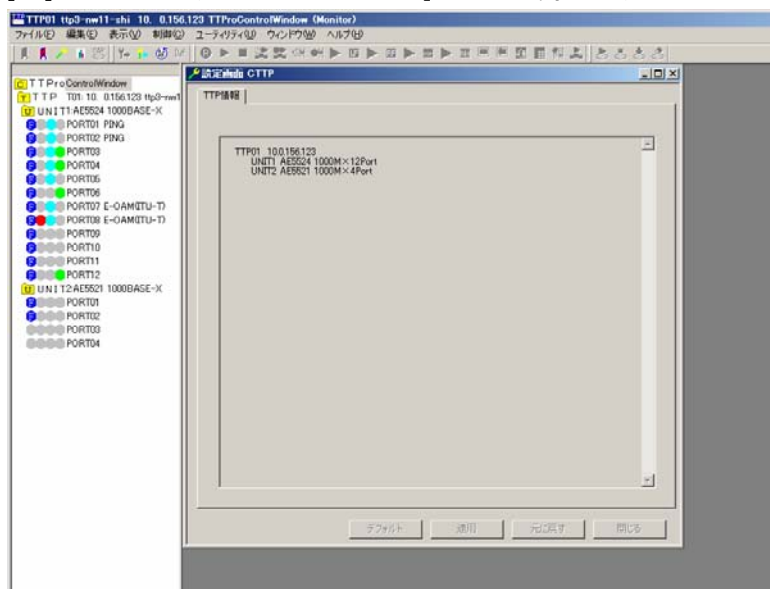 TTP01 ttp3-nw11-shi 10. 0.156.123 TTProControlWindow (Monitor)
ファイル(F) 編集(E) 表示(V) 制御(C) ユーティリティ(U) ウィンドウ(W) ヘルプ(H)
TTProControlWindow
TTP T01: 10. 0.156.123 ttp3-nw1
UNIT1:AE5524 1000BASE-X
PORT01 PING
PORT02 PING
PORT03
PORT04
PORT05
PORT06
PORT07 E-OAM(ITU-T)
PORT08 E-OAM(ITU-T)
PORT09
PORT10
PORT11
PORT12
UNIT2:AE5521 1000BASE-X
PORT01
PORT02
PORT03
PORT04
設定画面 CTTP
TTP情報
TTP01 10.0.156.123
UNIT1 AE5524 1000M×12Port
UNIT2 AE5521 1000M×4Port
デフォルト 適用 元に戻す 閉じる